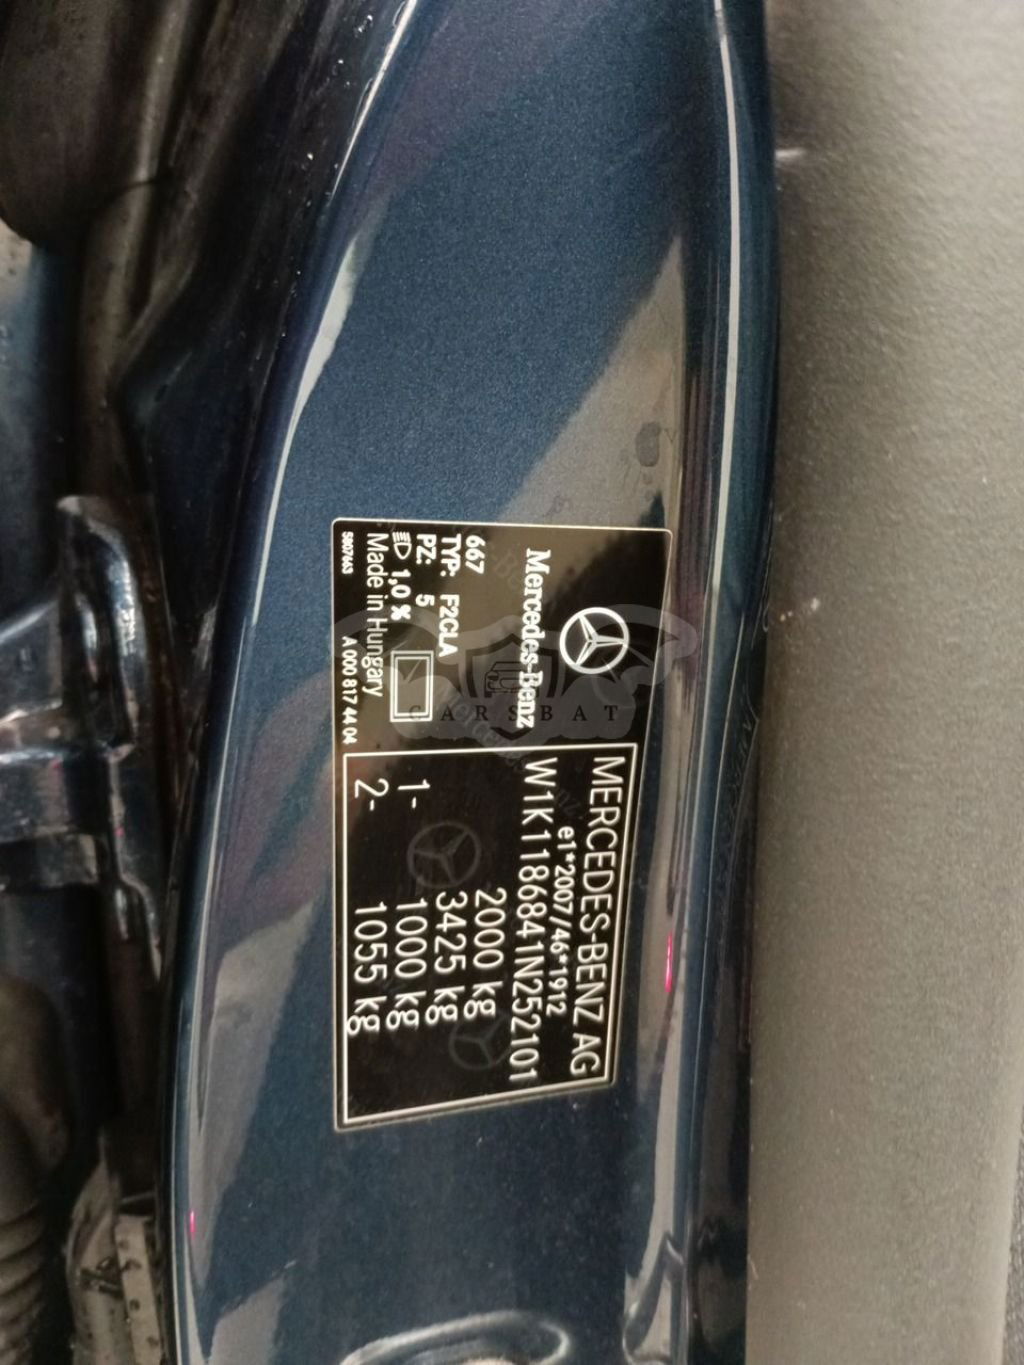 Mercedes-Benz
667
TYP: F2CLA
PZ: 5
1,0 %
Made in Hungary
5807663
A 000 817 44 04
MERCEDES-BENZ AG
e1*2007/46*1912
W1K1186841N252101
2000 kg
3425 kg
1- 1000 kg
2- 1055 kg
CARSBAT